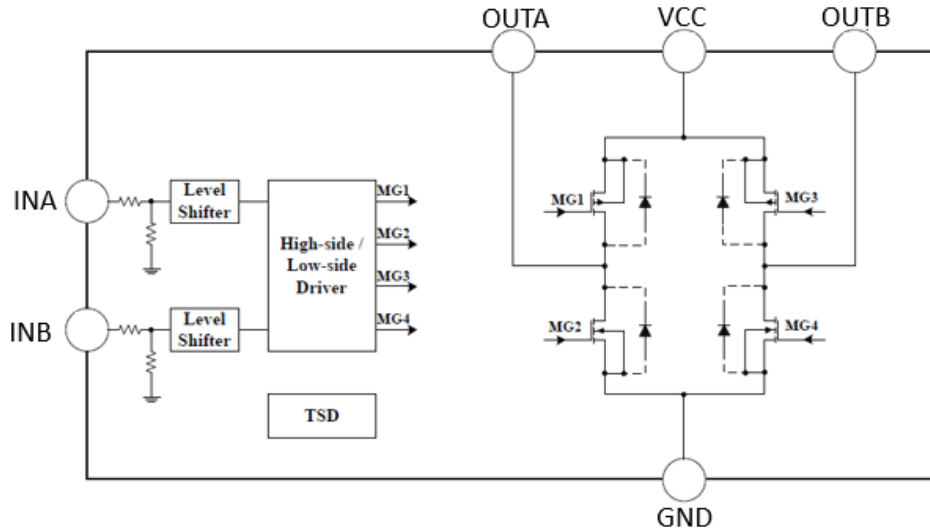 OUTA
VCC
OUTB
INA
Level
Shifter
High-side /
Low-side
Driver
MG1
MG2
MG3
MG4
MG1
MG3
INB
Level
Shifter
MG2
MG4
TSD
GND